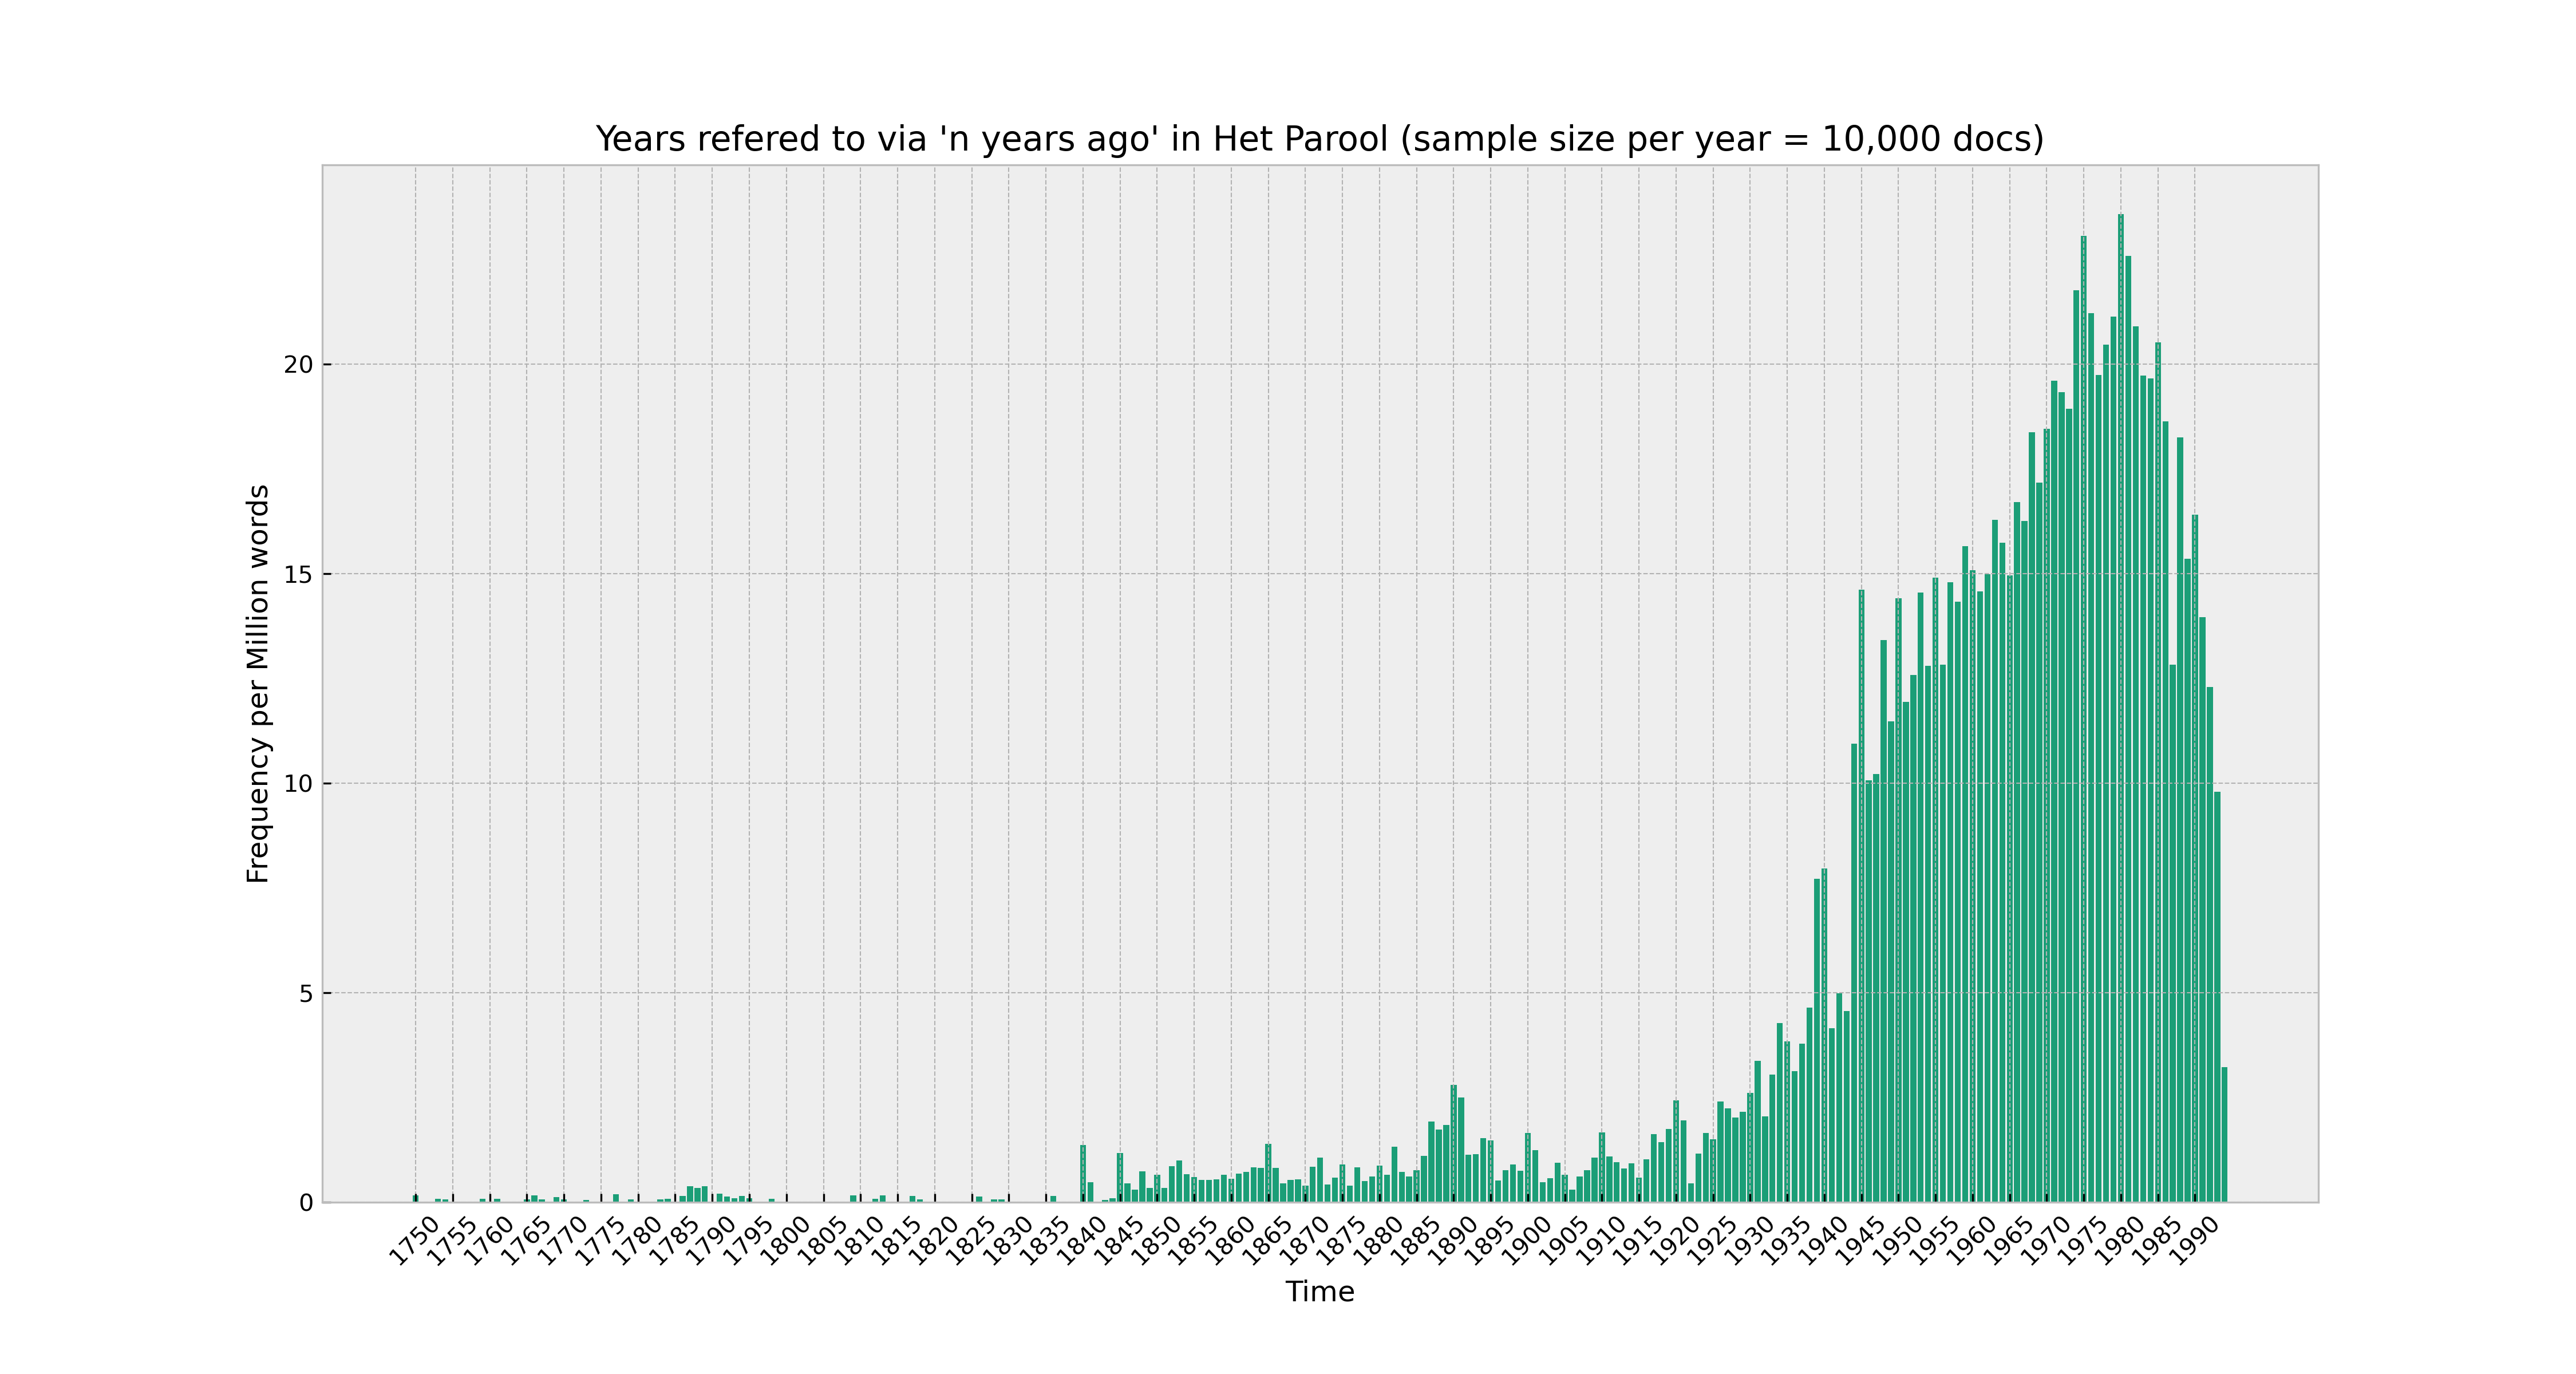 Years refered to via 'n years ago' in Het Parool (sample size per year = 10,000 docs)
Frequency per Million words
20
15
10
5
0
1750 1755 1760 1765 1770 1775 1780 1785 1790 1795 1800 1805 1810 1815 1820 1825 1830 1835 1840 1845 1850 1855 1860 1865 1870 1875 1880 1885 1890 1895 1900 1905 1910 1915 1920 1925 1930 1935 1940 1945 1950 1955 1960 1965 1970 1975 1980 1985 1990
Time